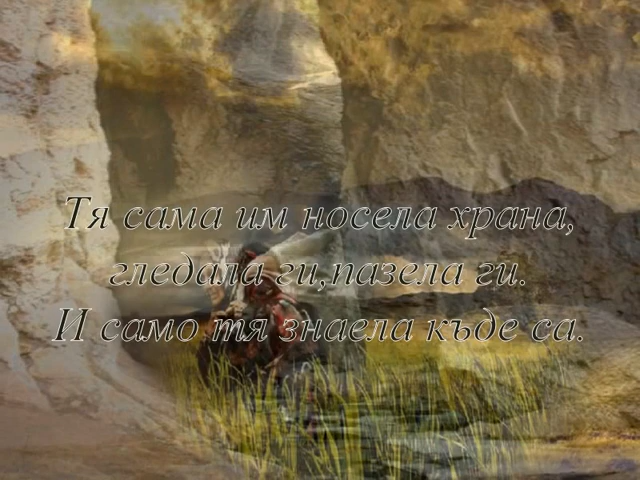 Тя сама им носела храна,
гледала ги,пазела ги.
И само тя знаела къде са.